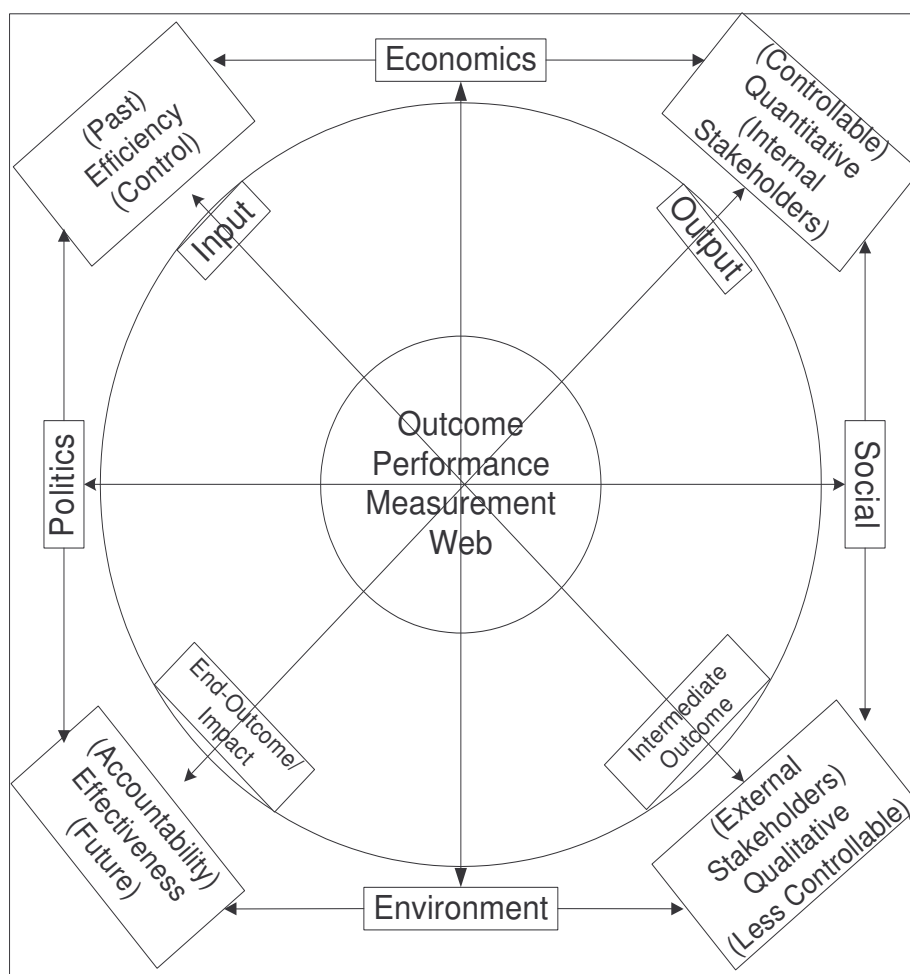 Economics
(Past)
Efficiency
(Control)
(Controllable)
Quantitative
(Internal
Stakeholders)
Input
Output
Politics
Outcome
Performance
Measurement
Web
Social
End-Outcome/
Impact
Intermediate
Outcome
(Accountability)
Effectiveness
(Future)
Environment
(External
Stakeholders)
Qualitative
(Less Controllable)